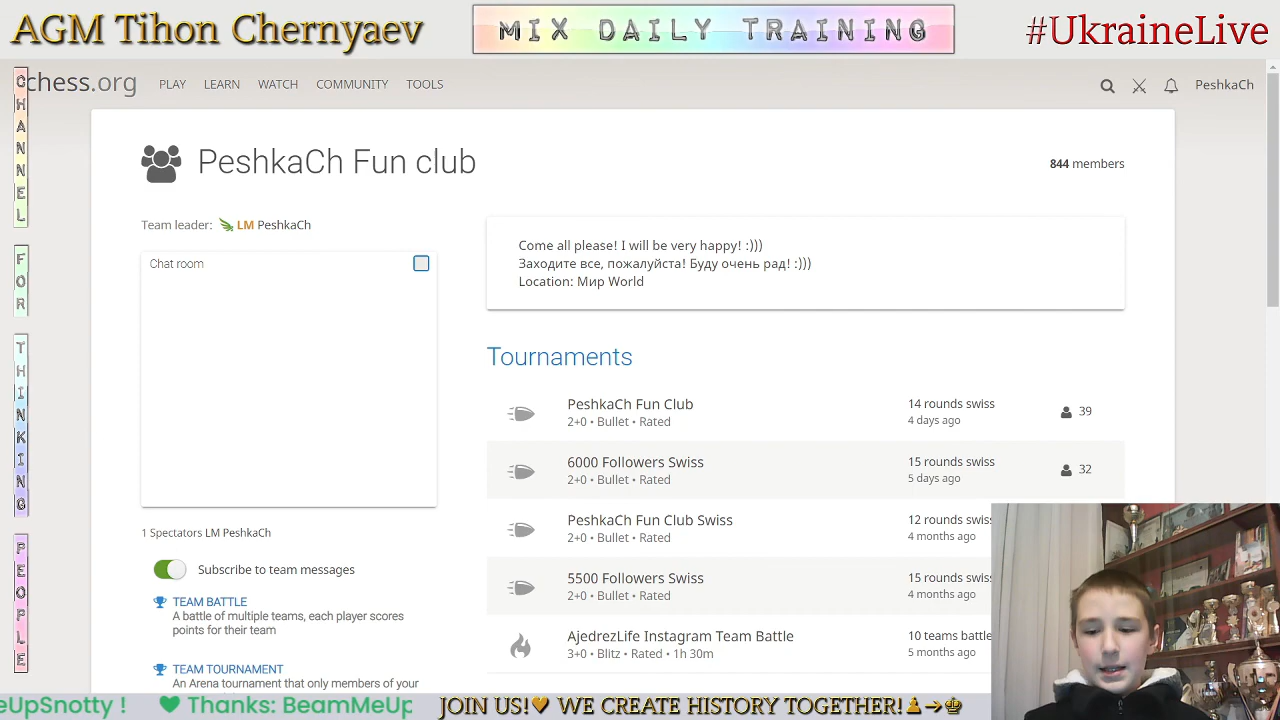 AGM Tihon Chernyaev
MIX DAILY TRAINING
#UkraineLive
CHANNEL FOR THINKING PEOPLE
chess.org
PLAY LEARN WATCH COMMUNITY TOOLS
PeshkaCh
PeshkaCh Fun club
844 members
Team leader: LM PeshkaCh
Chat room
Come all please! I will be very happy! :)))
Заходите все, пожалуйста! Буду очень рад! :)))
Location: Мир World
Tournaments
PeshkaCh Fun Club 14 rounds swiss 39
2+0 • Bullet • Rated 4 days ago
6000 Followers Swiss 15 rounds swiss 32
2+0 • Bullet • Rated 5 days ago
PeshkaCh Fun Club Swiss 12 rounds swiss
2+0 • Bullet • Rated 4 months ago
5500 Followers Swiss 15 rounds swiss
2+0 • Bullet • Rated 4 months ago
AjedrezLife Instagram Team Battle 10 teams battle
3+0 • Blitz • Rated • 1h 30m 5 months ago
1 Spectators LM PeshkaCh
Subscribe to team messages
TEAM BATTLE
A battle of multiple teams, each player scores
points for their team
TEAM TOURNAMENT
An Arena tournament that only members of your
eUpSnotty ! Thanks: BeamMeUp
JOIN US!🧡 WE CREATE HISTORY TOGETHER!♟→♚